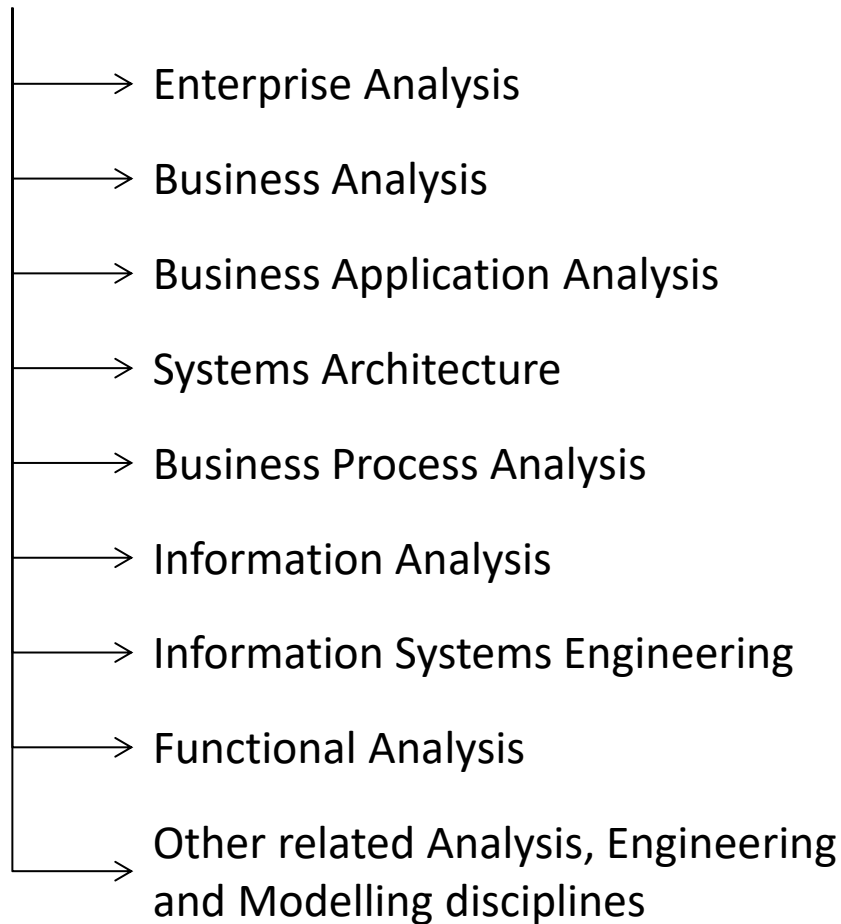 Enterprise Analysis
Business Analysis
Business Application Analysis
Systems Architecture
Business Process Analysis
Information Analysis
Information Systems Engineering
Functional Analysis
Other related Analysis, Engineering
and Modelling disciplines